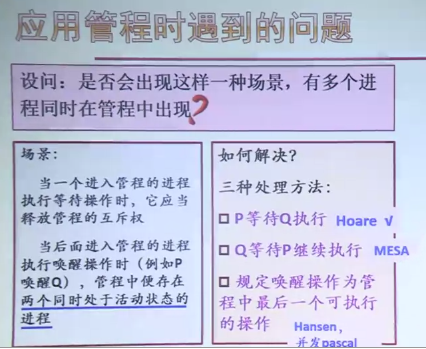 应用管程时遇到的问题
设问：是否会出现这样一种场景，有多个进
程同时在管程中出现?
场景：
当一个进入管程的进程
执行等待操作时，它应当
释放管程的互斥权
当后面进入管程的进程
执行唤醒操作时（例如P
唤醒Q），管程中便存在
两个同时处于活动状态的
进程
如何解决？
三种处理方法：
□ P等待Q执行 Hoare √
□ Q等待P继续执行 MESA
□ 规定唤醒操作为管
程中最后一个可执行
的操作 Hansen，
并发pascal